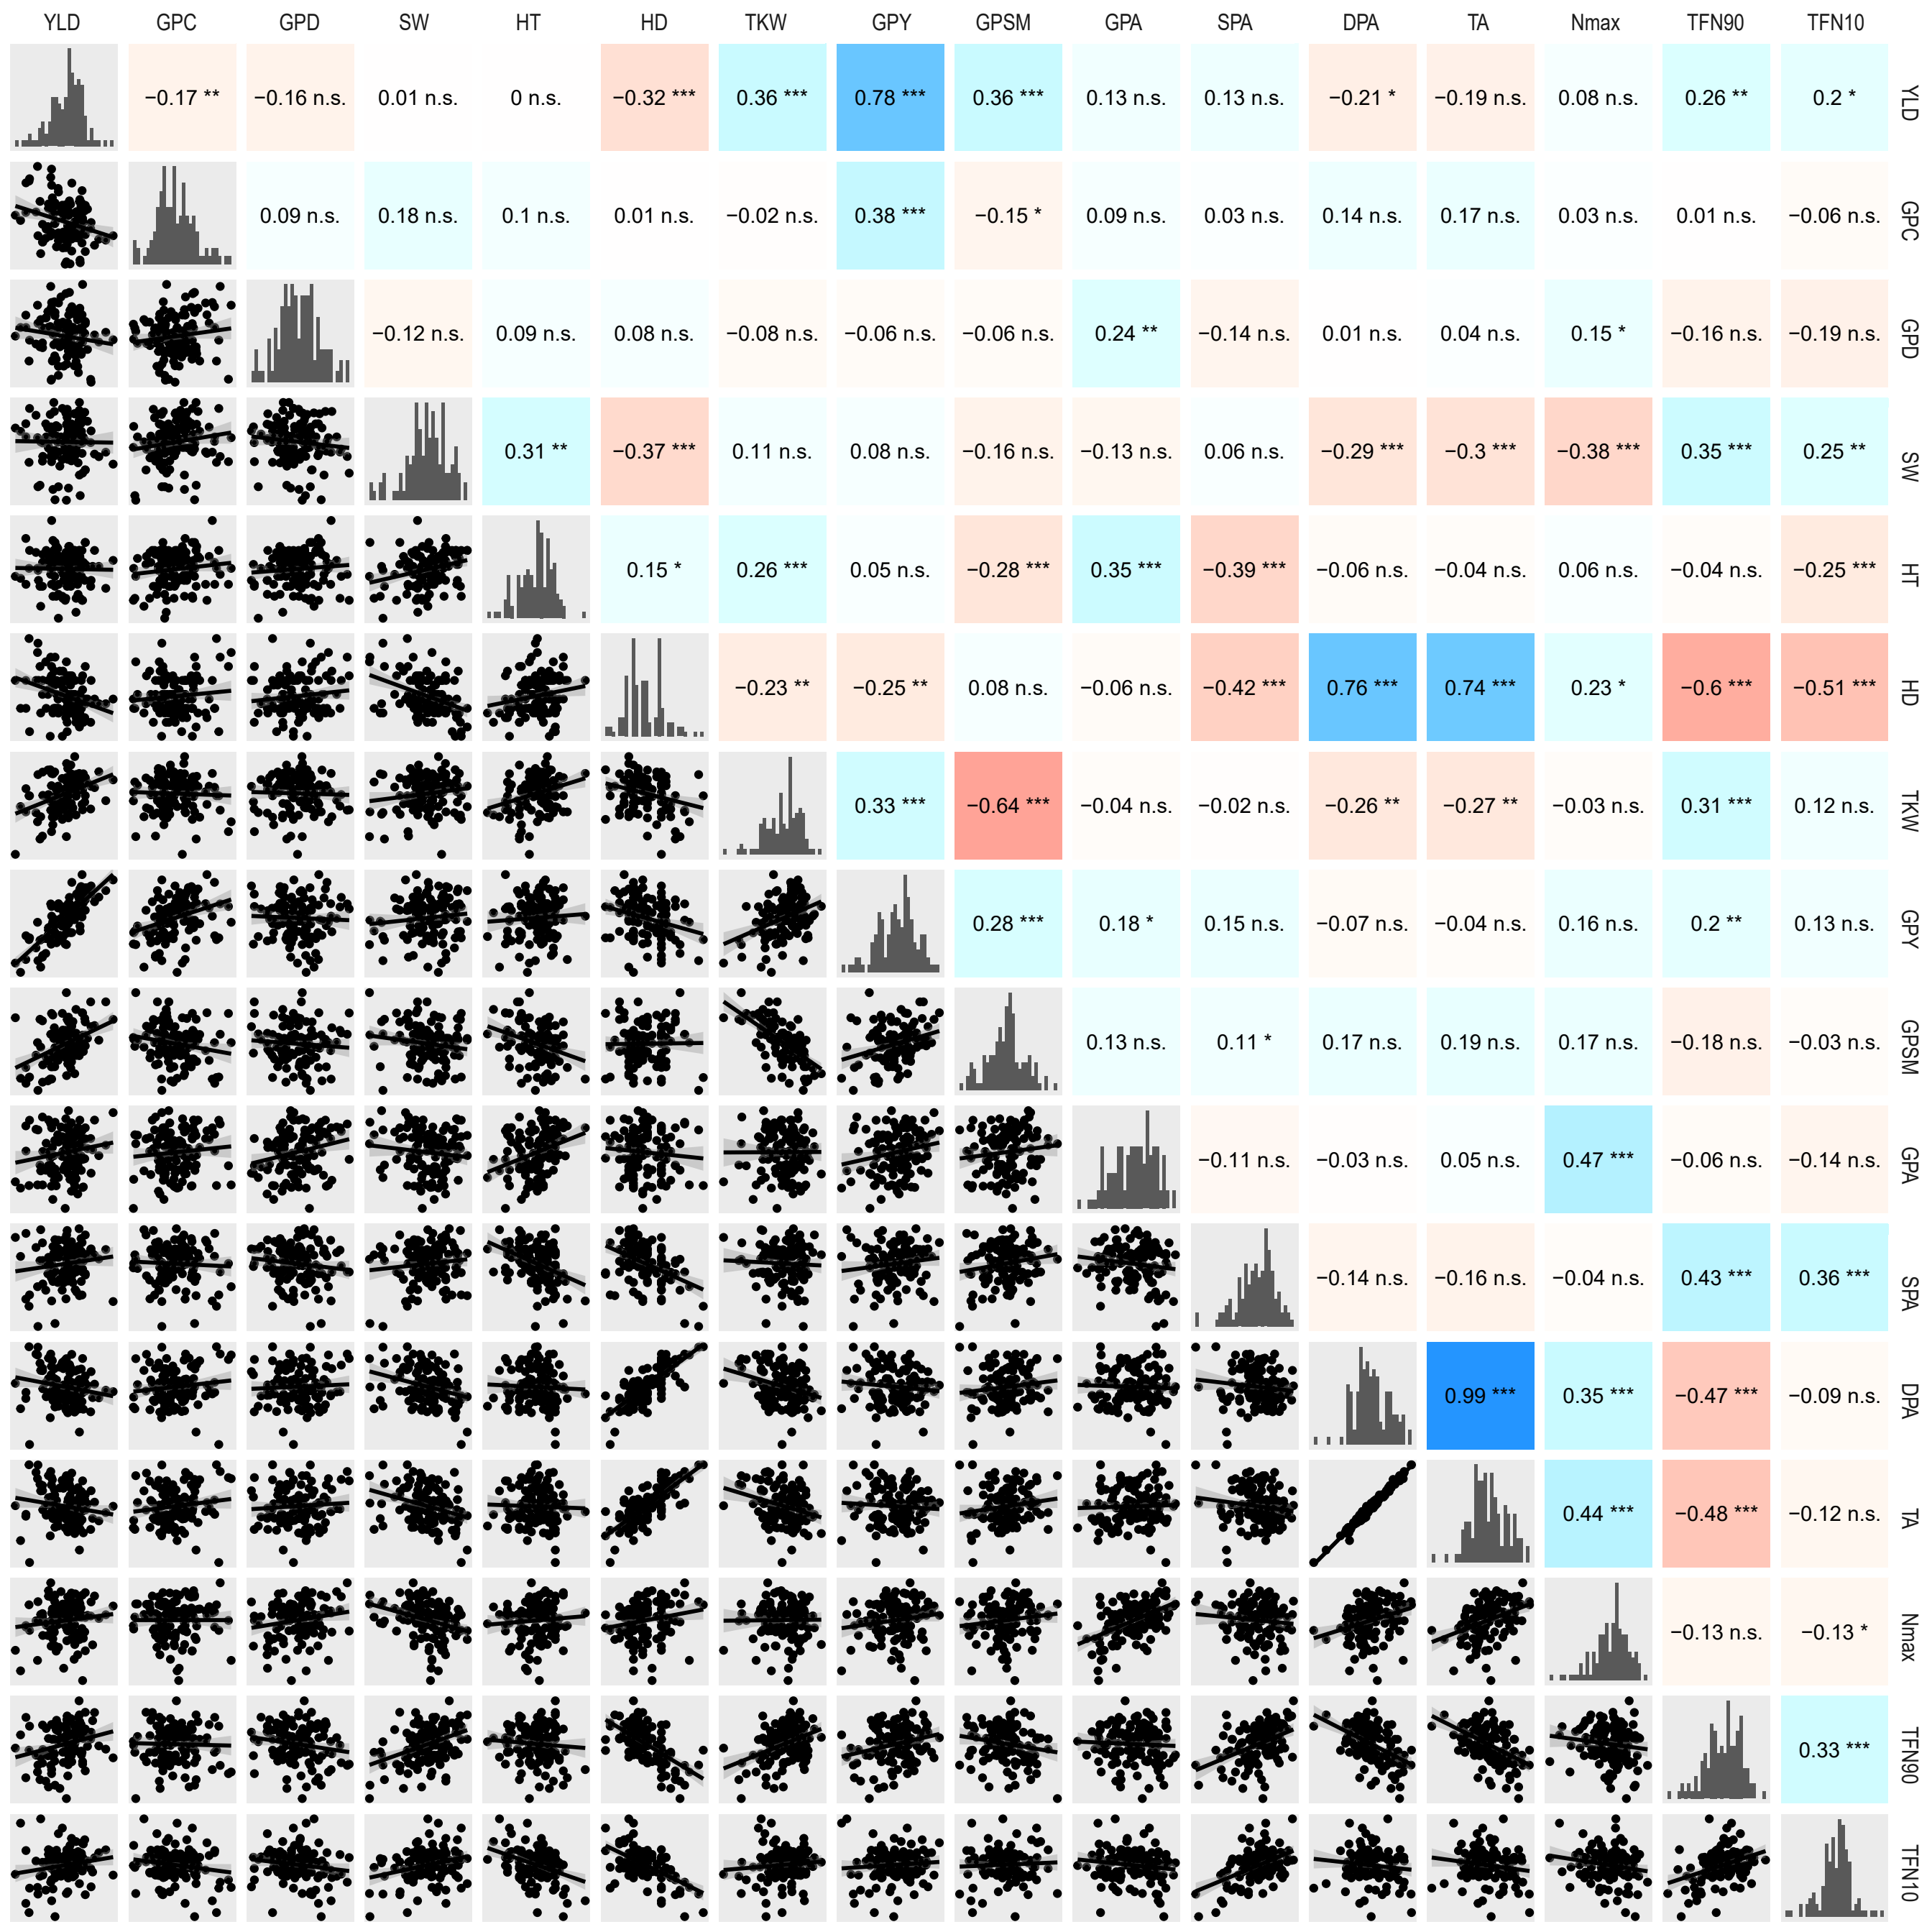 YLD GPC GPD SW HT HD TKW GPY GPSM GPA SPA DPA TA Nmax TFN90 TFN10
−0.17 ** −0.16 n.s. 0.01 n.s. 0 n.s. −0.32 *** 0.36 *** 0.78 *** 0.36 *** 0.13 n.s. 0.13 n.s. −0.21 * −0.19 n.s. 0.08 n.s. 0.26 ** 0.2 * YLD
0.09 n.s. 0.18 n.s. 0.1 n.s. 0.01 n.s. −0.02 n.s. 0.38 *** −0.15 * 0.09 n.s. 0.03 n.s. 0.14 n.s. 0.17 n.s. 0.03 n.s. 0.01 n.s. −0.06 n.s. GPC
−0.12 n.s. 0.09 n.s. 0.08 n.s. −0.08 n.s. −0.06 n.s. −0.06 n.s. 0.24 ** −0.14 n.s. 0.01 n.s. 0.04 n.s. 0.15 * −0.16 n.s. −0.19 n.s. GPD
0.31 ** −0.37 *** 0.11 n.s. 0.08 n.s. −0.16 n.s. −0.13 n.s. 0.06 n.s. −0.29 *** −0.3 *** −0.38 *** 0.35 *** 0.25 ** SW
0.15 * 0.26 *** 0.05 n.s. −0.28 *** 0.35 *** −0.39 *** −0.06 n.s. −0.04 n.s. 0.06 n.s. −0.04 n.s. −0.25 *** HT
−0.23 ** −0.25 ** 0.08 n.s. −0.06 n.s. −0.42 *** 0.76 *** 0.74 *** 0.23 * −0.6 *** −0.51 *** HD
0.33 *** −0.64 *** −0.04 n.s. −0.02 n.s. −0.26 ** −0.27 ** −0.03 n.s. 0.31 *** 0.12 n.s. TKW
0.28 *** 0.18 * 0.15 n.s. −0.07 n.s. −0.04 n.s. 0.16 n.s. 0.2 ** 0.13 n.s. GPY
0.13 n.s. 0.11 * 0.17 n.s. 0.19 n.s. 0.17 n.s. −0.18 n.s. −0.03 n.s. GPSM
−0.11 n.s. −0.03 n.s. 0.05 n.s. 0.47 *** −0.06 n.s. −0.14 n.s. GPA
−0.14 n.s. −0.16 n.s. −0.04 n.s. 0.43 *** 0.36 *** SPA
0.99 *** 0.35 *** −0.47 *** −0.09 n.s. DPA
0.44 *** −0.48 *** −0.12 n.s. TA
−0.13 n.s. −0.13 * Nmax
0.33 *** TFN90
TFN10